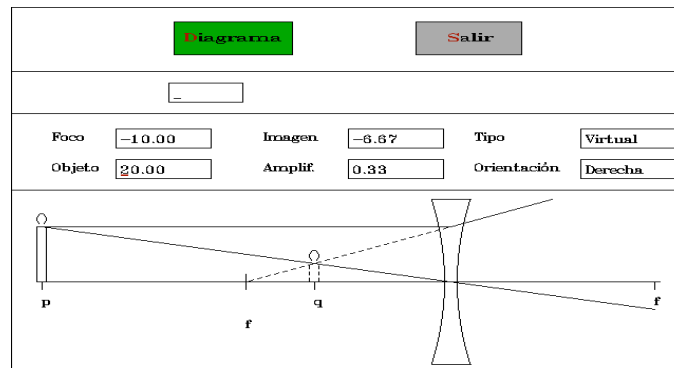 Diagrama Salir
_
Foco -10.00 Imagen -6.67 Tipo Virtual
Objeto 20.00 Amplif. 0.33 Orientación Derecha
p q f
f